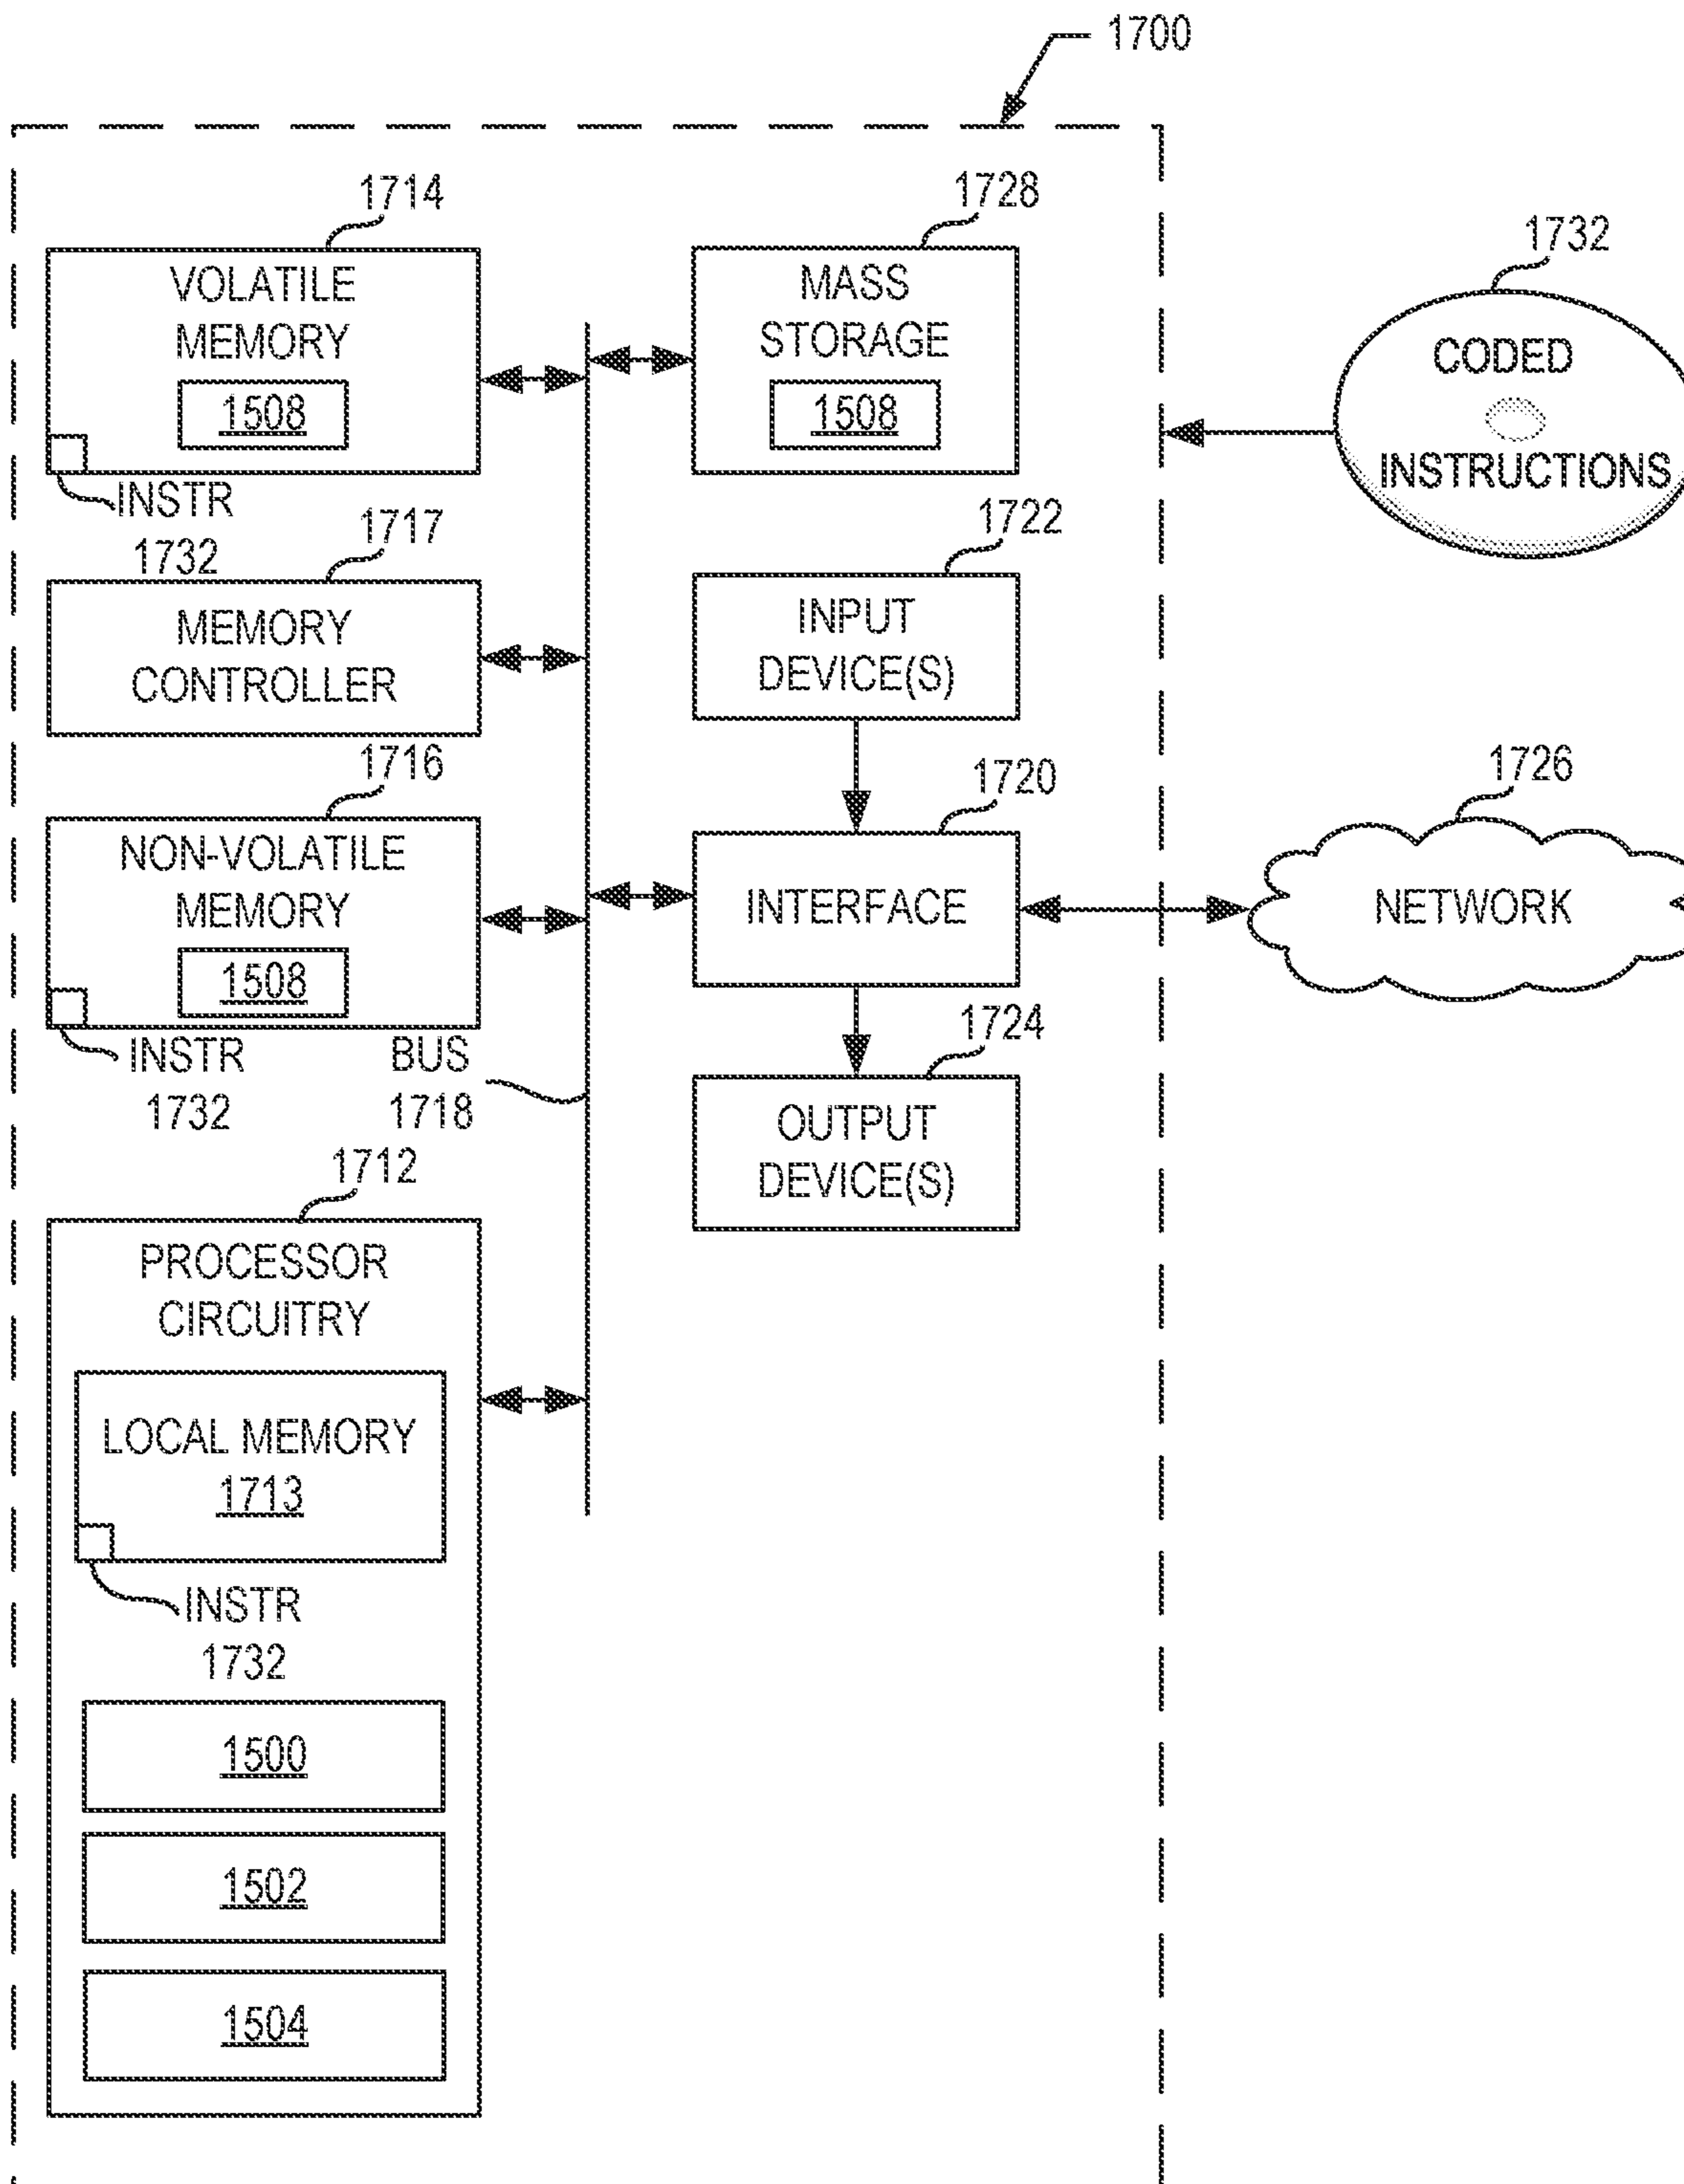 1700
1714
VOLATILE
MEMORY
1508
INSTR
1732
1728
MASS
STORAGE
1508
1732
CODED
INSTRUCTIONS
1717
MEMORY
CONTROLLER
1722
INPUT
DEVICE(S)
1716
NON-VOLATILE
MEMORY
1508
INSTR
1732
BUS
1718
1720
INTERFACE
1726
NETWORK
1724
OUTPUT
DEVICE(S)
1712
PROCESSOR
CIRCUITRY
LOCAL MEMORY
1713
INSTR
1732
1500
1502
1504